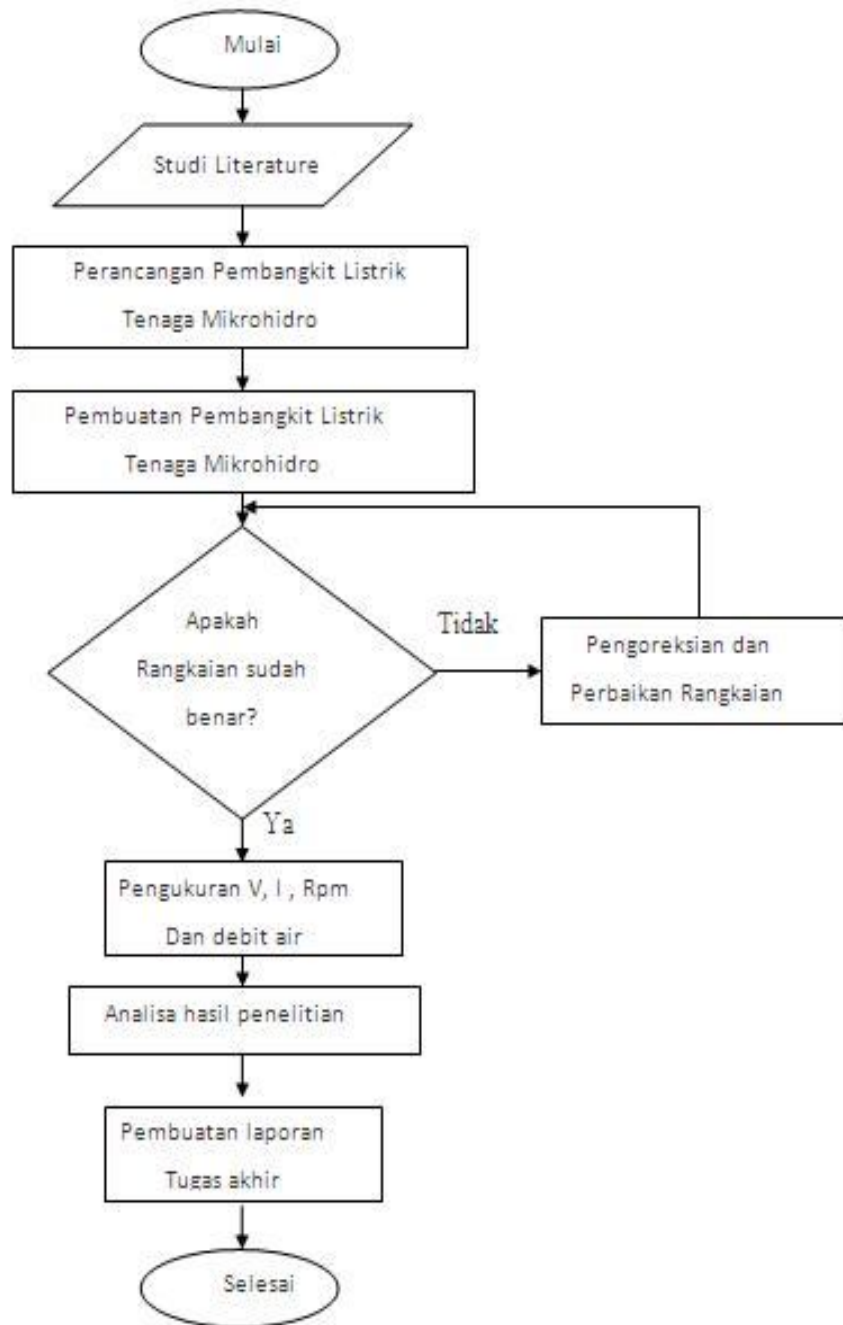 Mulai
Studi Literature
Perancangan Pembangkit Listrik
Tenaga Mikrohidro
Pembuatan Pembangkit Listrik
Tenaga Mikrohidro
Apakah
Rangkaian sudah
benar?
Tidak
Pengoreksian dan
Perbaikan Rangkaian
Ya
Pengukuran V, I , Rpm
Dan debit air
Analisa hasil penelitian
Pembuatan laporan
Tugas akhir
Selesai